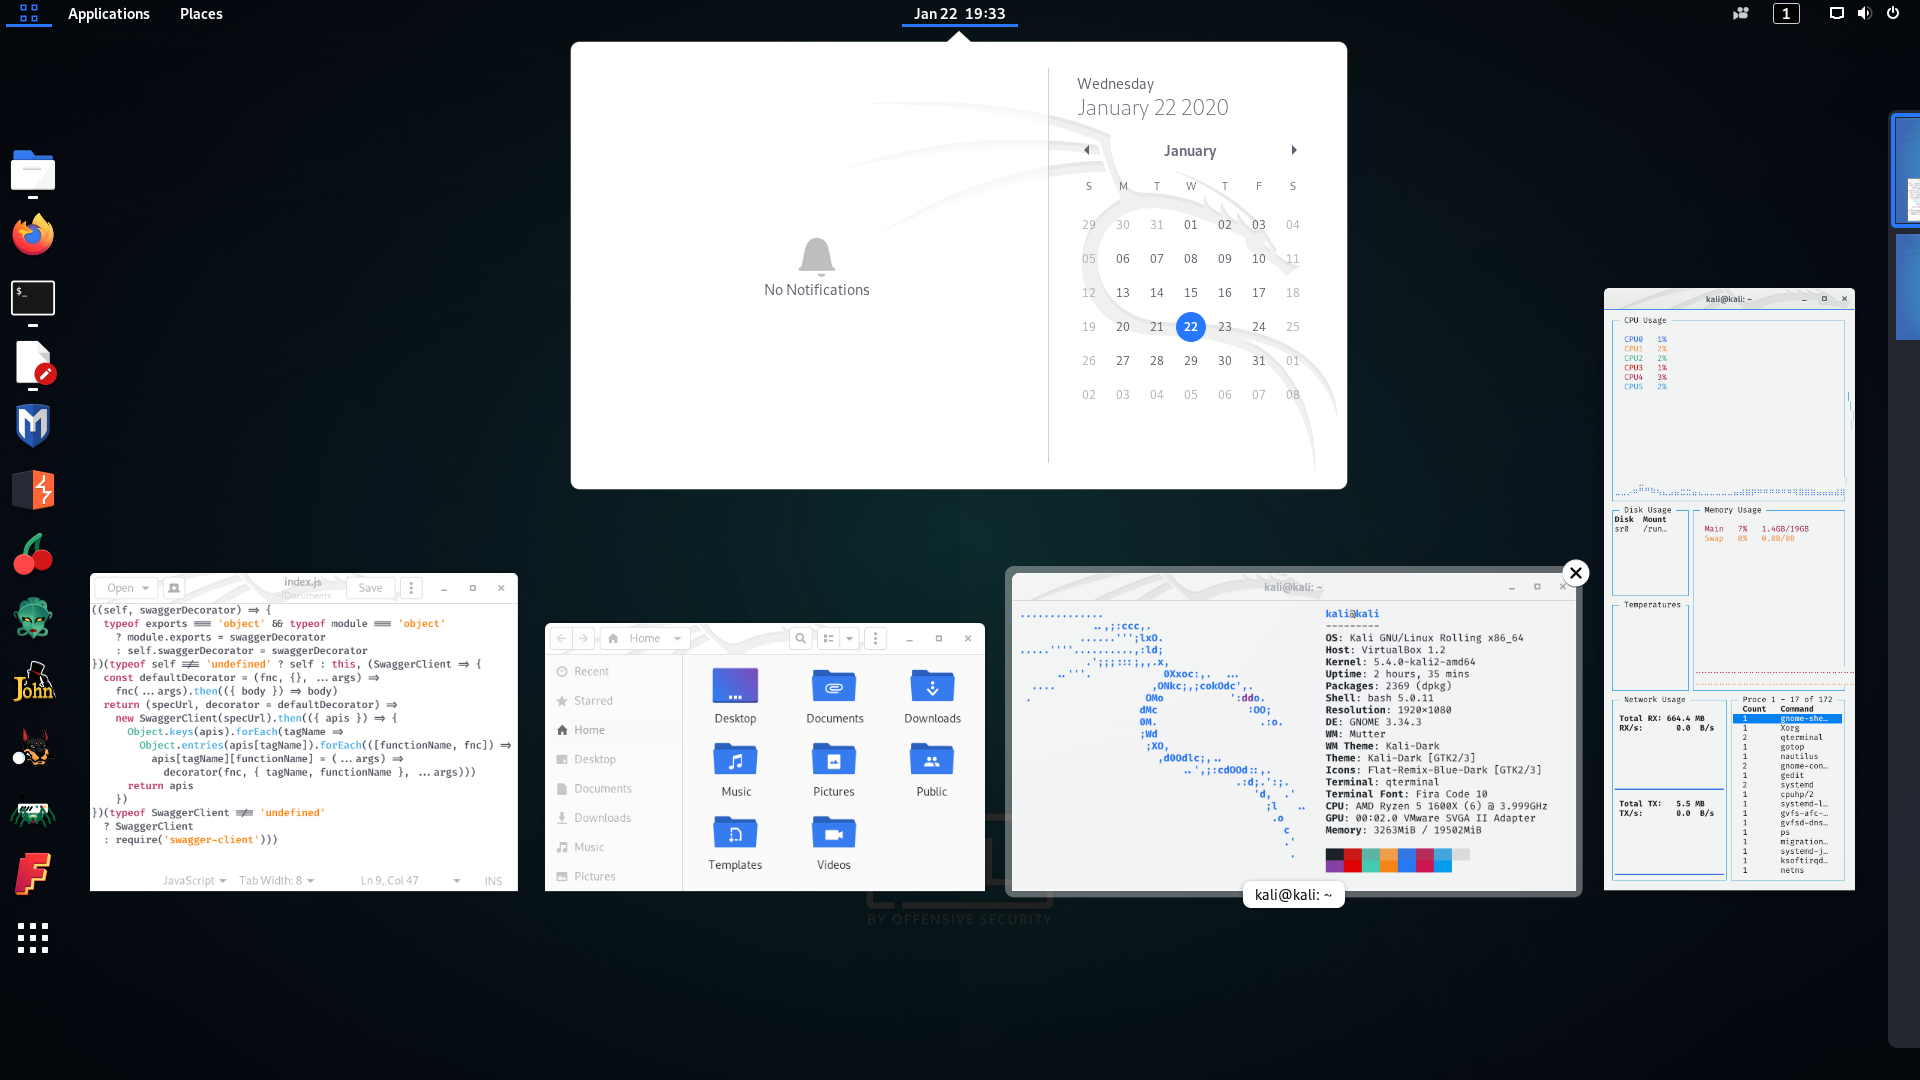 Applications Places Jan 22 19:33 1
Wednesday
January 22 2020
January
S M T W T F S
29 30 31 01 02 03 04
05 06 07 08 09 10 11
12 13 14 15 16 17 18
19 20 21 22 23 24 25
26 27 28 29 30 31 01
02 03 04 05 06 07 08
No Notifications
$_
John
Open index.js Save
~/Documents
((self, swaggerDecorator) => {
typeof exports === 'object' && typeof module === 'object'
? module.exports = swaggerDecorator
: self.swaggerDecorator = swaggerDecorator
})(typeof self !== 'undefined' ? self : this, (SwaggerClient => {
const defaultDecorator = (fnc, {}, ...args) =>
fnc(...args).then(({ body }) => body)
return (specUrl, decorator = defaultDecorator) =>
new SwaggerClient(specUrl).then(({ apis }) => {
Object.keys(apis).forEach(tagName =>
Object.entries(apis[tagName]).forEach(([functionName, fnc]) =>
apis[tagName][functionName] = (...args) =>
decorator(fnc, { tagName, functionName }, ...args)))
return apis
})
})(typeof SwaggerClient !== 'undefined'
? SwaggerClient
: require('swagger-client')))
JavaScript Tab Width: 8 Ln 9, Col 47 INS
Home
Recent
Starred
Home
Desktop
Documents
Downloads
Music
Pictures
Desktop Documents Downloads
Music Pictures Public
Templates Videos
BY OFFENSIVE SECURITY
kali@kali: ~
kali@kali
---------
OS: Kali GNU/Linux Rolling x86_64
Host: VirtualBox 1.2
Kernel: 5.4.0-kali2-amd64
Uptime: 2 hours, 35 mins
Packages: 2369 (dpkg)
Shell: bash 5.0.11
Resolution: 1920×1080
DE: GNOME 3.34.3
WM: Mutter
WM Theme: Kali-Dark
Theme: Kali-Dark [GTK2/3]
Icons: Flat-Remix-Blue-Dark [GTK2/3]
Terminal: qterminal
Terminal Font: Fira Code 10
CPU: AMD Ryzen 5 1600X (6) @ 3.999GHz
GPU: 00:02.0 VMware SVGA II Adapter
Memory: 3263MiB / 19502MiB
kali@kali: ~
kali@kali: ~
CPU Usage
CPU0 1%
CPU1 2%
CPU2 2%
CPU3 1%
CPU4 3%
CPU5 2%
Disk Usage
Disk Mount
sr0 /run…
Memory Usage
Main 7% 1.4GB/19GB
Swap 0% 0.0B/0B
Temperatures
Network Usage
Total RX: 664.4 MB
RX/s: 0.0 B/s
Total TX: 5.5 MB
TX/s: 0.0 B/s
Proce 1 - 17 of 172
Count Command
1 gnome-she…
1 Xorg
2 qterminal
1 gotop
1 nautilus
2 gnome-con…
1 gedit
2 systemd
1 cpuhp/2
1 systemd-l…
1 gvfs-afc-…
1 gvfsd-dns…
1 ps
1 migration…
1 systemd-j…
1 ksoftirqd…
1 netns